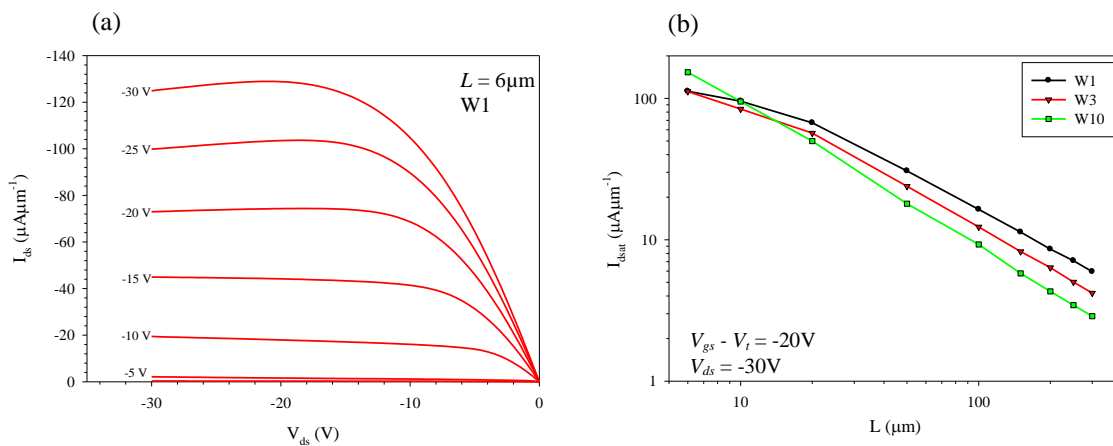 (a)
-140
-120
-100
-80
-60
-40
-20
0
I_ds (μAμm⁻¹)
-30 V
-25 V
-20 V
-15 V
-10 V
-5 V
L = 6μm
W1
-30
-20
-10
0
V_ds (V)
(b)
100
10
1
I_dsat (μAμm⁻¹)
W1
W3
W10
V_gs - V_t = -20V
V_ds = -30V
10
100
L (μm)